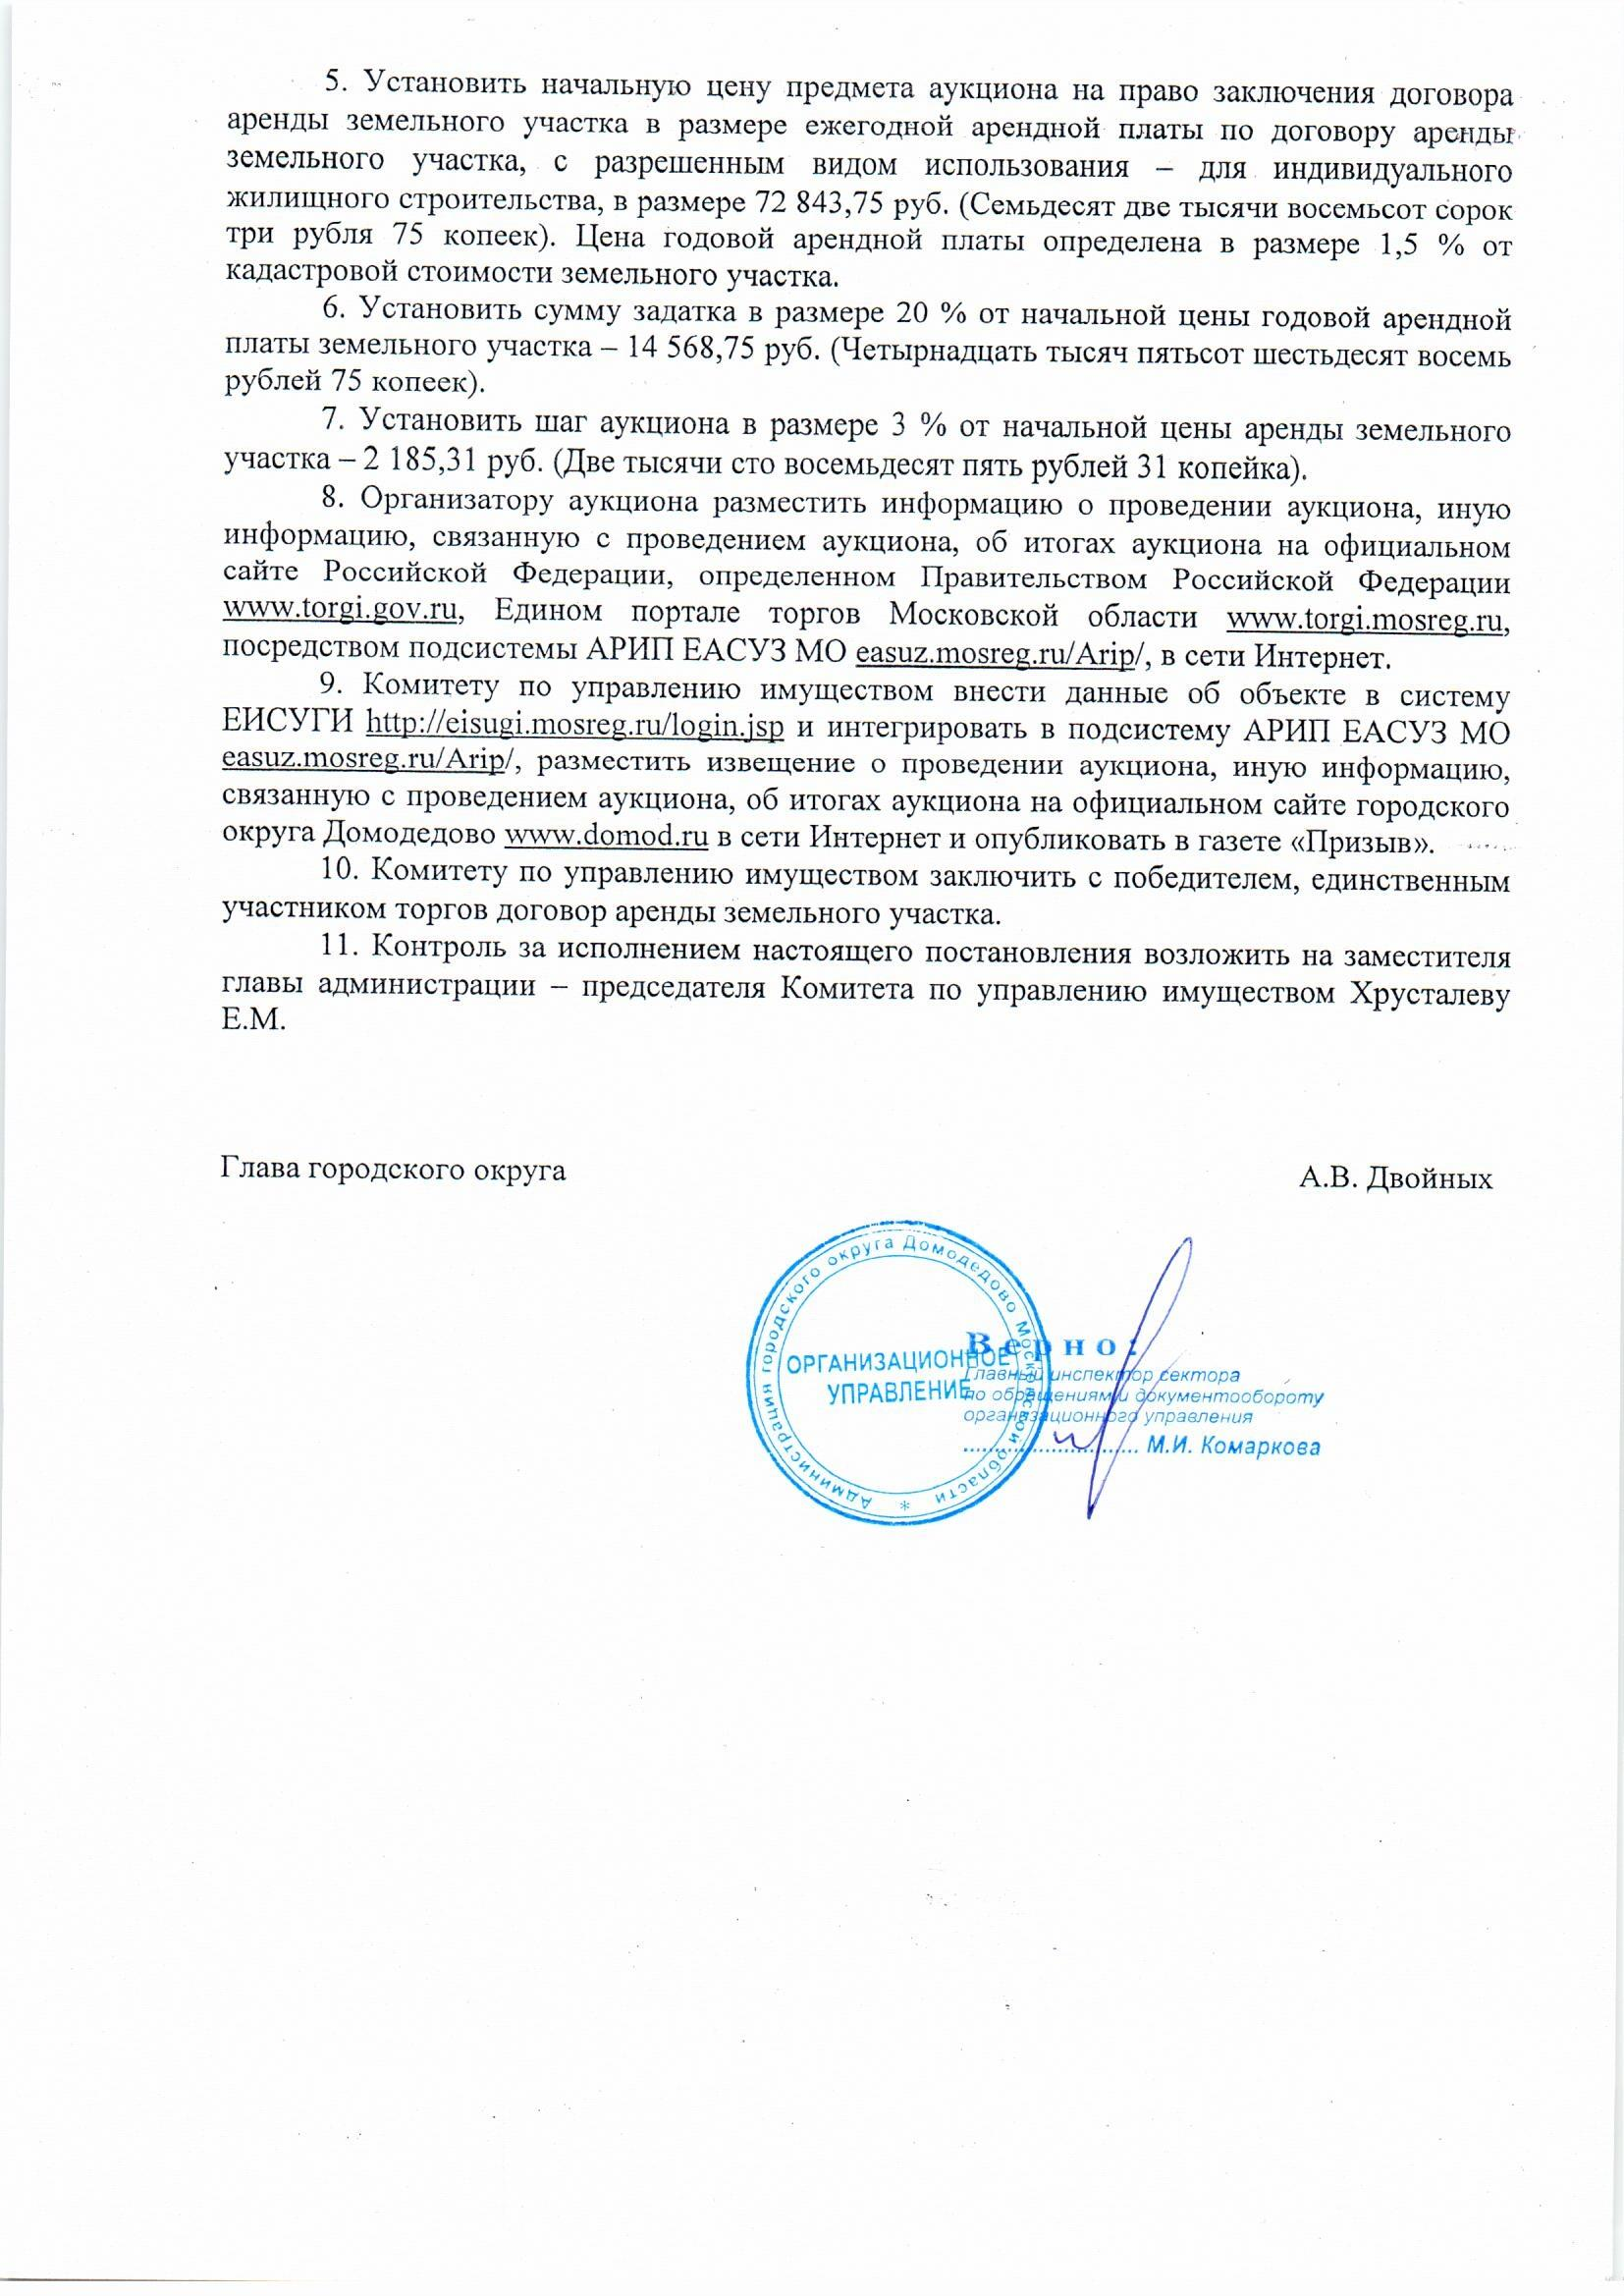 5. Установить начальную цену предмета аукциона на право заключения договора
аренды земельного участка в размере ежегодной арендной платы по договору аренды
земельного участка, с разрешенным видом использования – для индивидуального
жилищного строительства, в размере 72 843,75 руб. (Семьдесят две тысячи восемьсот сорок
три рубля 75 копеек). Цена годовой арендной платы определена в размере 1,5 % от
кадастровой стоимости земельного участка.
6. Установить сумму задатка в размере 20 % от начальной цены годовой арендной
платы земельного участка – 14 568,75 руб. (Четырнадцать тысяч пятьсот шестьдесят восемь
рублей 75 копеек).
7. Установить шаг аукциона в размере 3 % от начальной цены аренды земельного
участка – 2 185,31 руб. (Две тысячи сто восемьдесят пять рублей 31 копейка).
8. Организатору аукциона разместить информацию о проведении аукциона, иную
информацию, связанную с проведением аукциона, об итогах аукциона на официальном
сайте Российской Федерации, определенном Правительством Российской Федерации
www.torgi.gov.ru, Едином портале торгов Московской области www.torgi.mosreg.ru,
посредством подсистемы АРИП ЕАСУЗ МО easuz.mosreg.ru/Arip/, в сети Интернет.
9. Комитету по управлению имуществом внести данные об объекте в систему
ЕИСУГИ http://eisugi.mosreg.ru/login.jsp и интегрировать в подсистему АРИП ЕАСУЗ МО
easuz.mosreg.ru/Arip/, разместить извещение о проведении аукциона, иную информацию,
связанную с проведением аукциона, об итогах аукциона на официальном сайте городского
округа Домодедово www.domod.ru в сети Интернет и опубликовать в газете «Призыв».
10. Комитету по управлению имуществом заключить с победителем, единственным
участником торгов договор аренды земельного участка.
11. Контроль за исполнением настоящего постановления возложить на заместителя
главы администрации – председателя Комитета по управлению имуществом Хрусталеву
Е.М.
Глава городского округа А.В. Двойных
Администрация городского округа Домодедово Московской области *
ОРГАНИЗАЦИОННОЕ
УПРАВЛЕНИЕ
Верно:
Главный инспектор сектора
по обращениям и документообороту
организационного управления
М.И. Комаркова